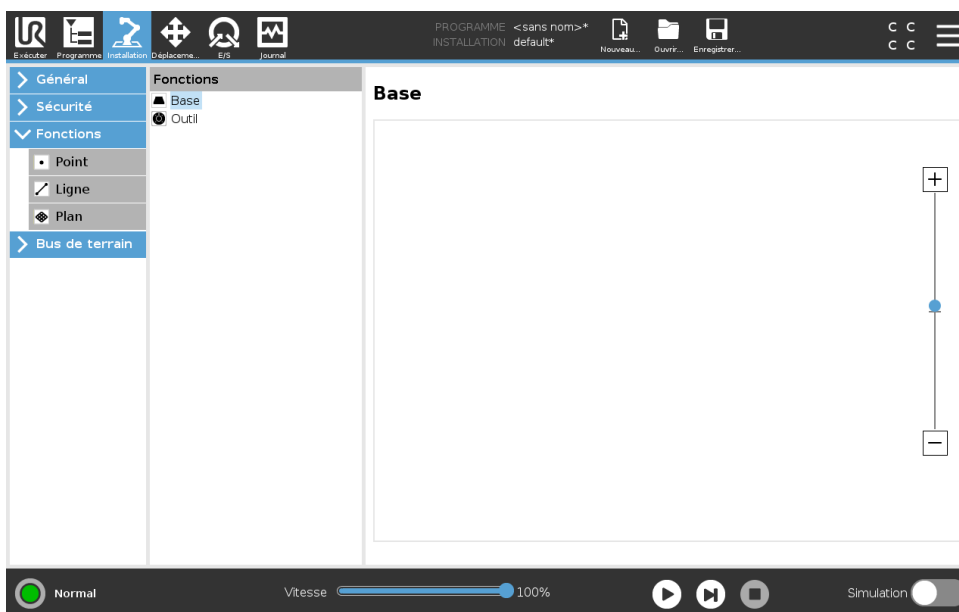 UR
Exécuter
Programme
Installation
Déplaceme...
E/S
Journal
PROGRAMME <sans nom>*
INSTALLATION default*
Nouveau...
Ouvrir...
Enregistrer...
C C
C C
Général
Sécurité
Fonctions
Point
Ligne
Plan
Bus de terrain
Fonctions
Base
Outil
Base
Normal
Vitesse
100%
Simulation